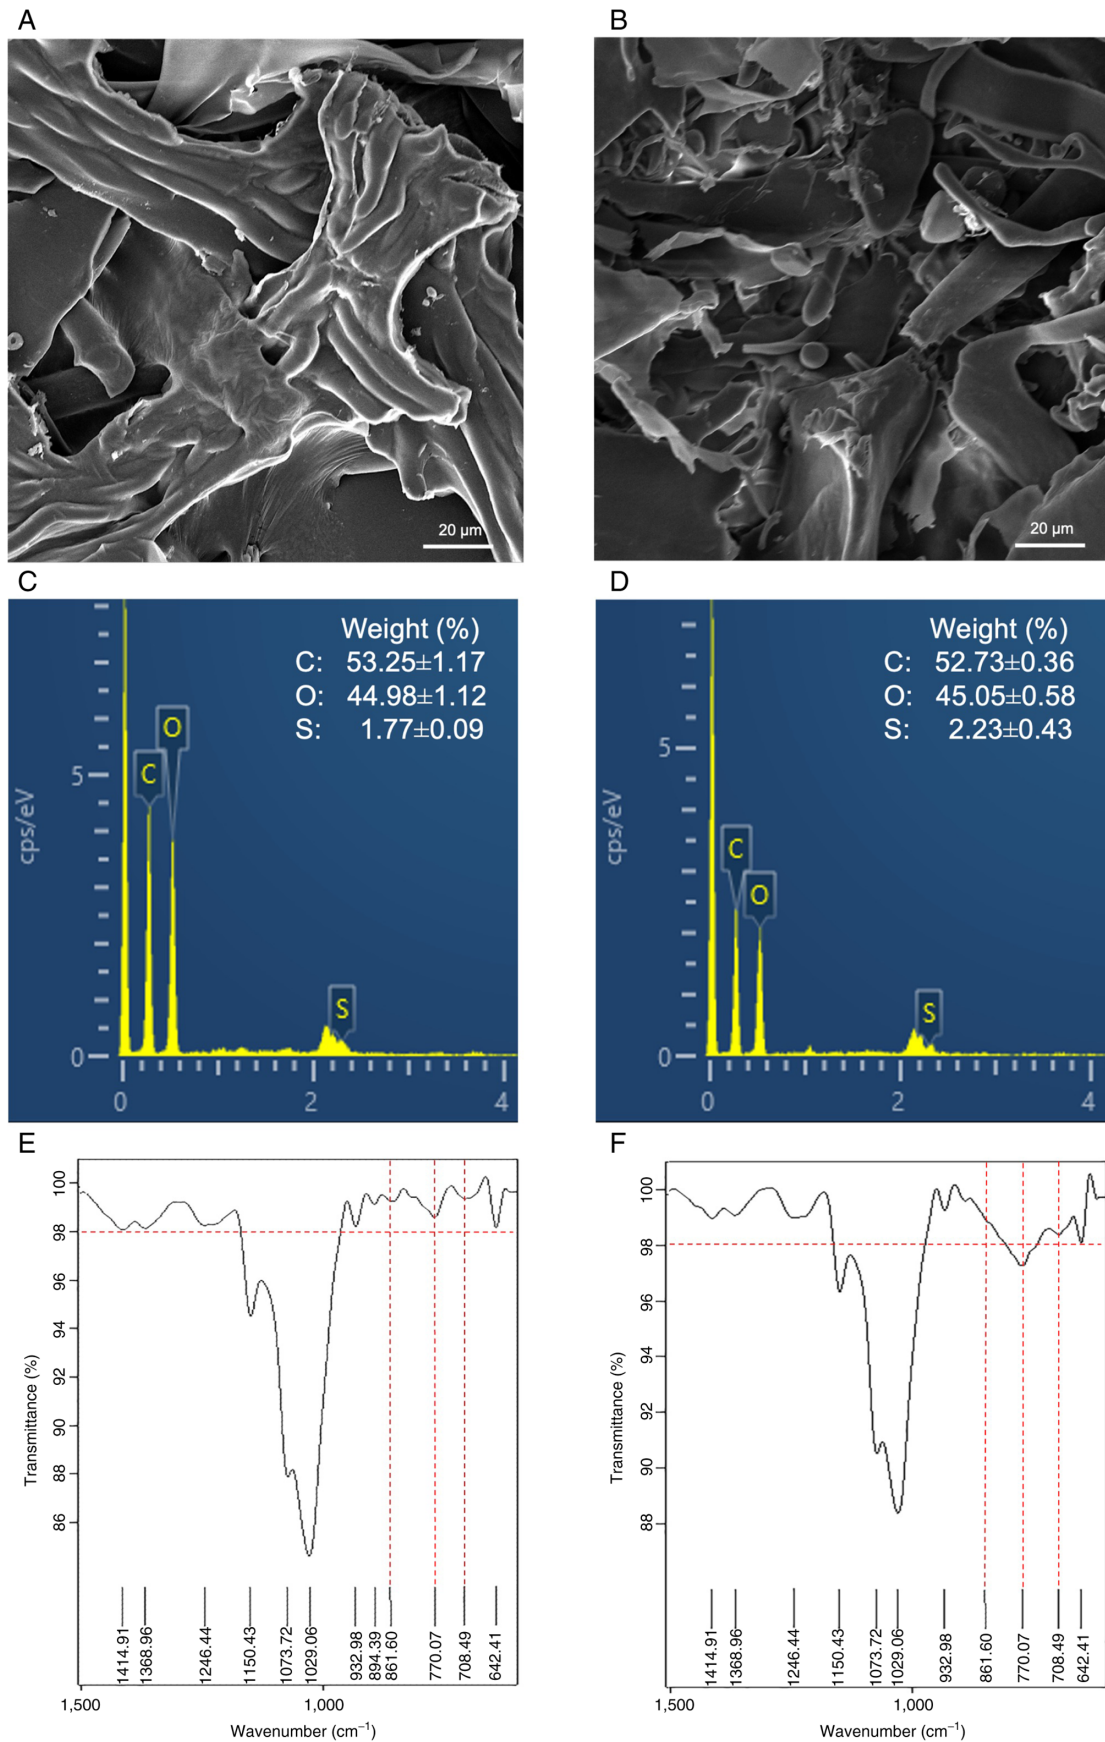 A
B
20 µm
20 µm
C
D
Weight (%)
C: 53.25±1.17
O: 44.98±1.12
S: 1.77±0.09
O
C
5
cps/eV
S
0
0 2 4
Weight (%)
C: 52.73±0.36
O: 45.05±0.58
S: 2.23±0.43
5
cps/eV
C
O
S
0
0 2 4
E
F
100
98
96
94
92
90
88
86
Transmittance (%)
1414.91
1368.96
1246.44
1150.43
1073.72
1029.06
932.98
894.39
861.60
770.07
708.49
642.41
1,500 1,000
Wavenumber (cm⁻¹)
100
98
96
94
92
90
88
Transmittance (%)
1414.91
1368.96
1246.44
1150.43
1073.72
1029.06
932.98
861.60
770.07
708.49
642.41
1,500 1,000
Wavenumber (cm⁻¹)